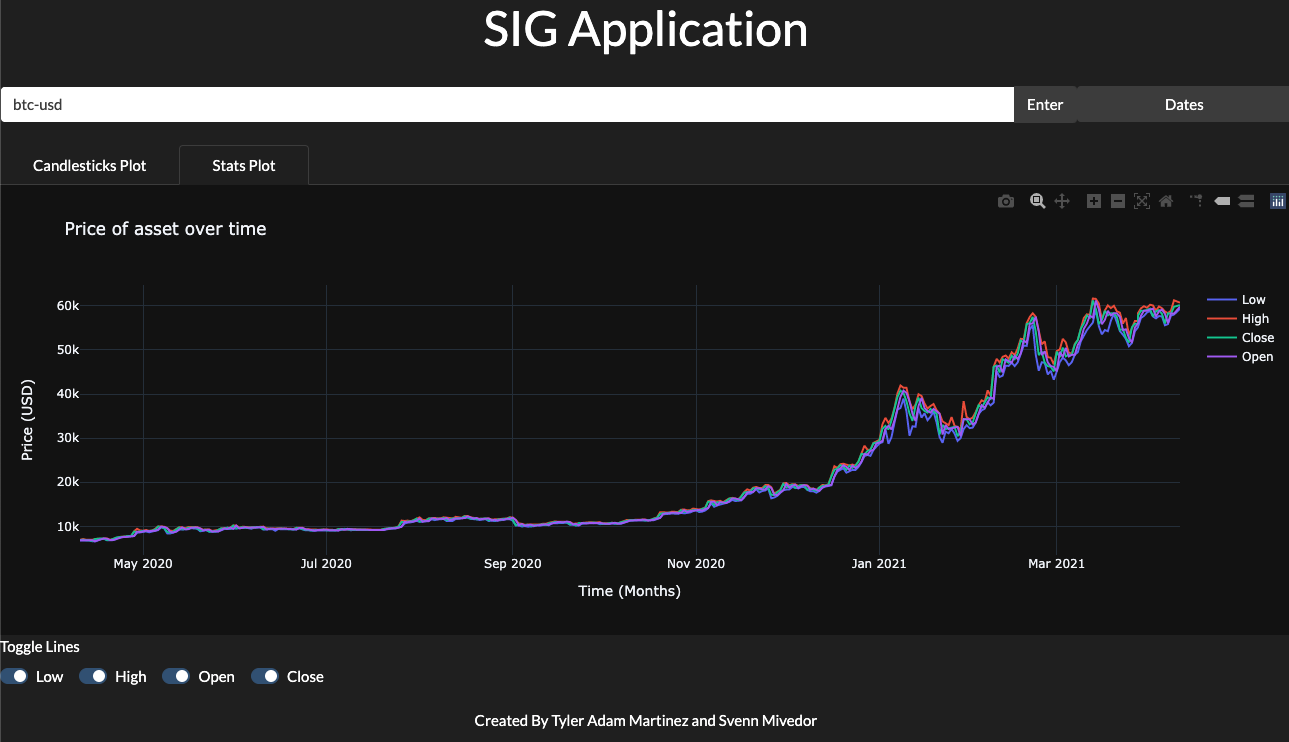 SIG Application
btc-usd Enter Dates
Candlesticks Plot Stats Plot
Price of asset over time
60k
50k
40k
30k
20k
10k
Price (USD)
May 2020 Jul 2020 Sep 2020 Nov 2020 Jan 2021 Mar 2021
Time (Months)
Low
High
Close
Open
Toggle Lines
Low High Open Close
Created By Tyler Adam Martinez and Svenn Mivedor